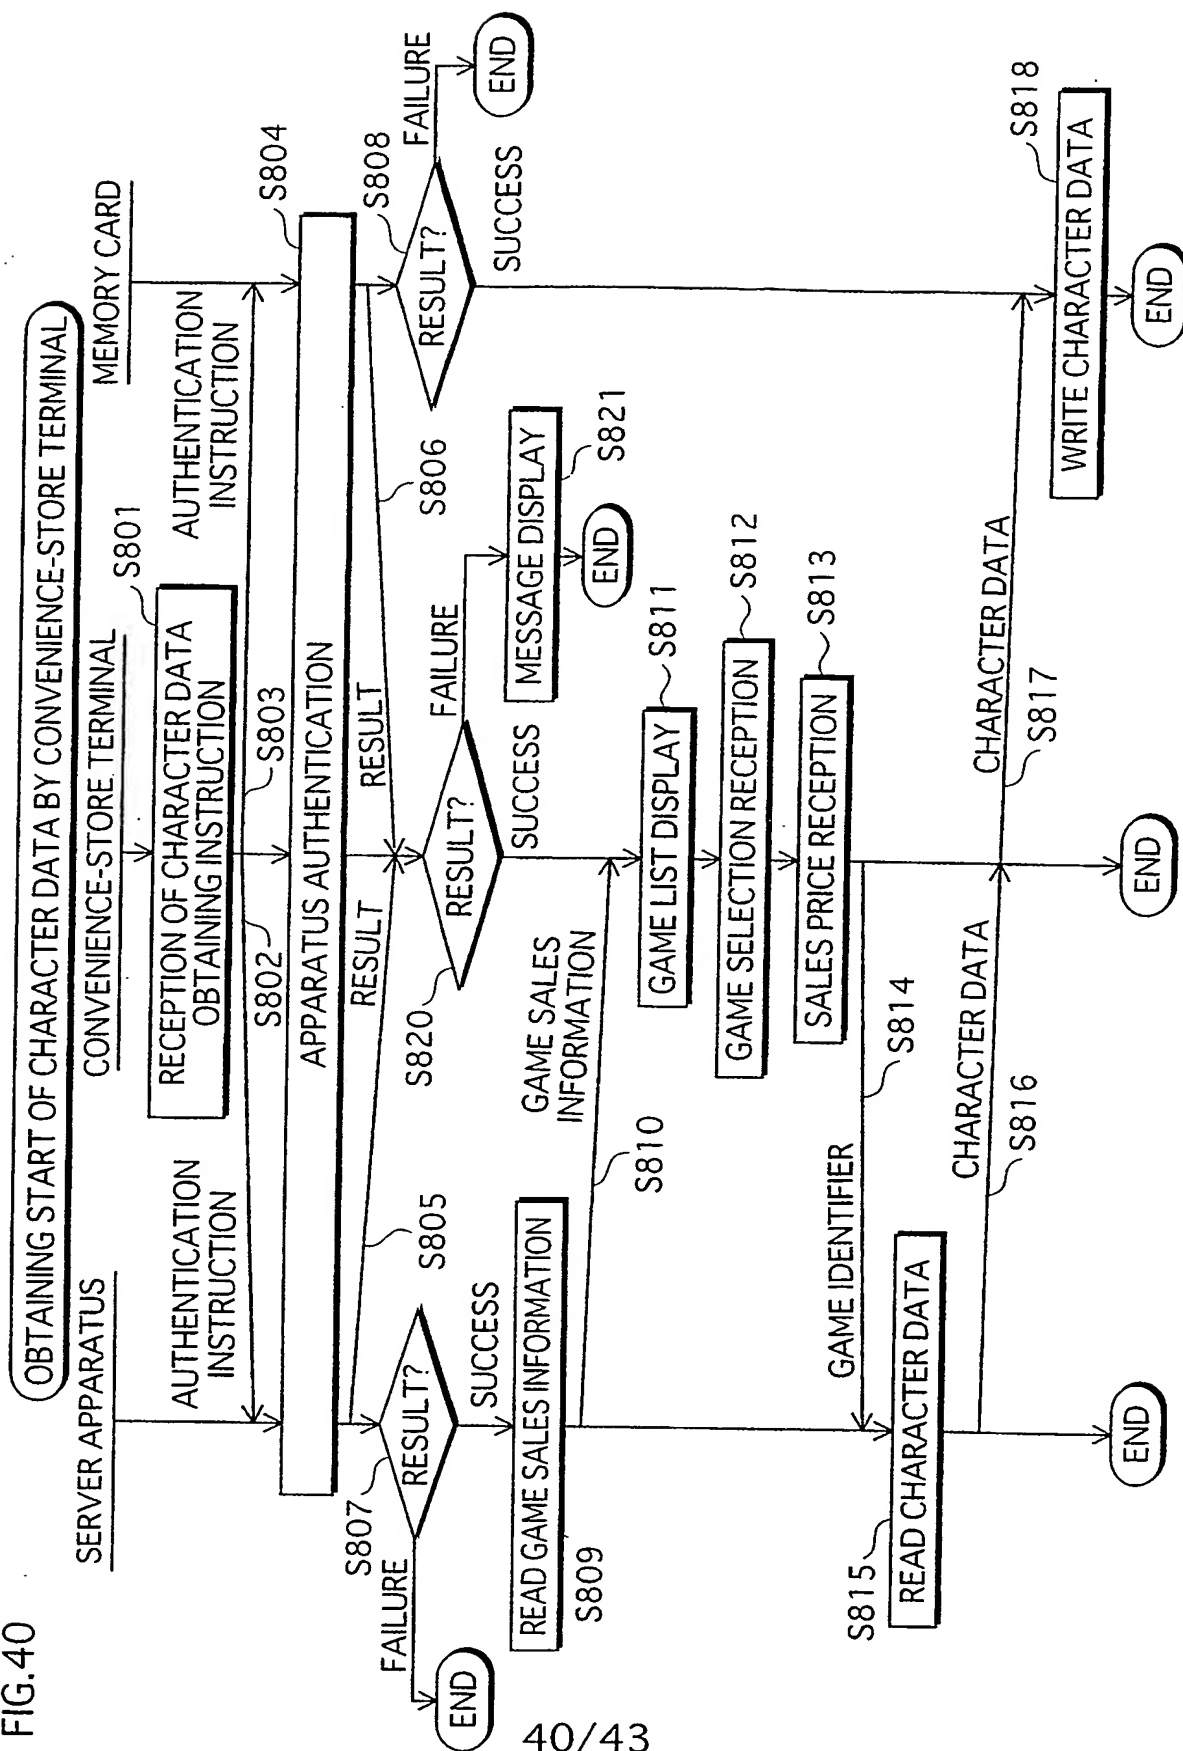 FIG.40
OBTAINING START OF CHARACTER DATA BY CONVENIENCE-STORE TERMINAL
SERVER APPARATUS
CONVENIENCE-STORE TERMINAL
MEMORY CARD
S801
RECEPTION OF CHARACTER DATA
OBTAINING INSTRUCTION
AUTHENTICATION
INSTRUCTION
AUTHENTICATION
INSTRUCTION
S802
S803
S804
APPARATUS AUTHENTICATION
RESULT
RESULT
S805
S806
S807
RESULT?
FAILURE
END
SUCCESS
S820
RESULT?
FAILURE
SUCCESS
MESSAGE DISPLAY
S821
END
S808
RESULT?
FAILURE
END
SUCCESS
READ GAME SALES INFORMATION
S809
GAME SALES
INFORMATION
S810
GAME LIST DISPLAY
S811
GAME SELECTION RECEPTION
S812
SALES PRICE RECEPTION
S813
GAME IDENTIFIER
S814
S815
READ CHARACTER DATA
CHARACTER DATA
S816
CHARACTER DATA
S817
S818
WRITE CHARACTER DATA
END
END
END
40/43